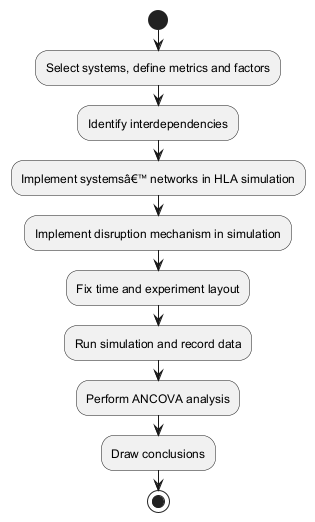 Select systems, define metrics and factors
Identify interdependencies
Implement systemsâ€™ networks in HLA simulation
Implement disruption mechanism in simulation
Fix time and experiment layout
Run simulation and record data
Perform ANCOVA analysis
Draw conclusions